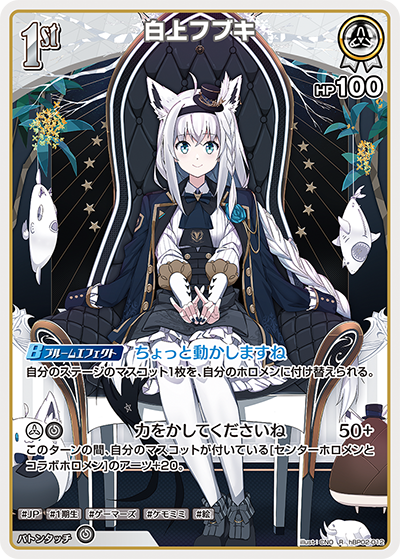 1st
白上フブキ
HP100
Bブルームエフェクト ちょっと動かしますね
自分のステージのマスコット1枚を、自分のホロメンに付け替えられる。
力をかしてくださいね 50+
このターンの間、自分のマスコットが付いている[センターホロメンと
コラボホロメン]のアーツ+20。
#JP #1期生 #ゲーマーズ #ケモミミ #絵
バトンタッチ
illust: CNO R hBP02-012